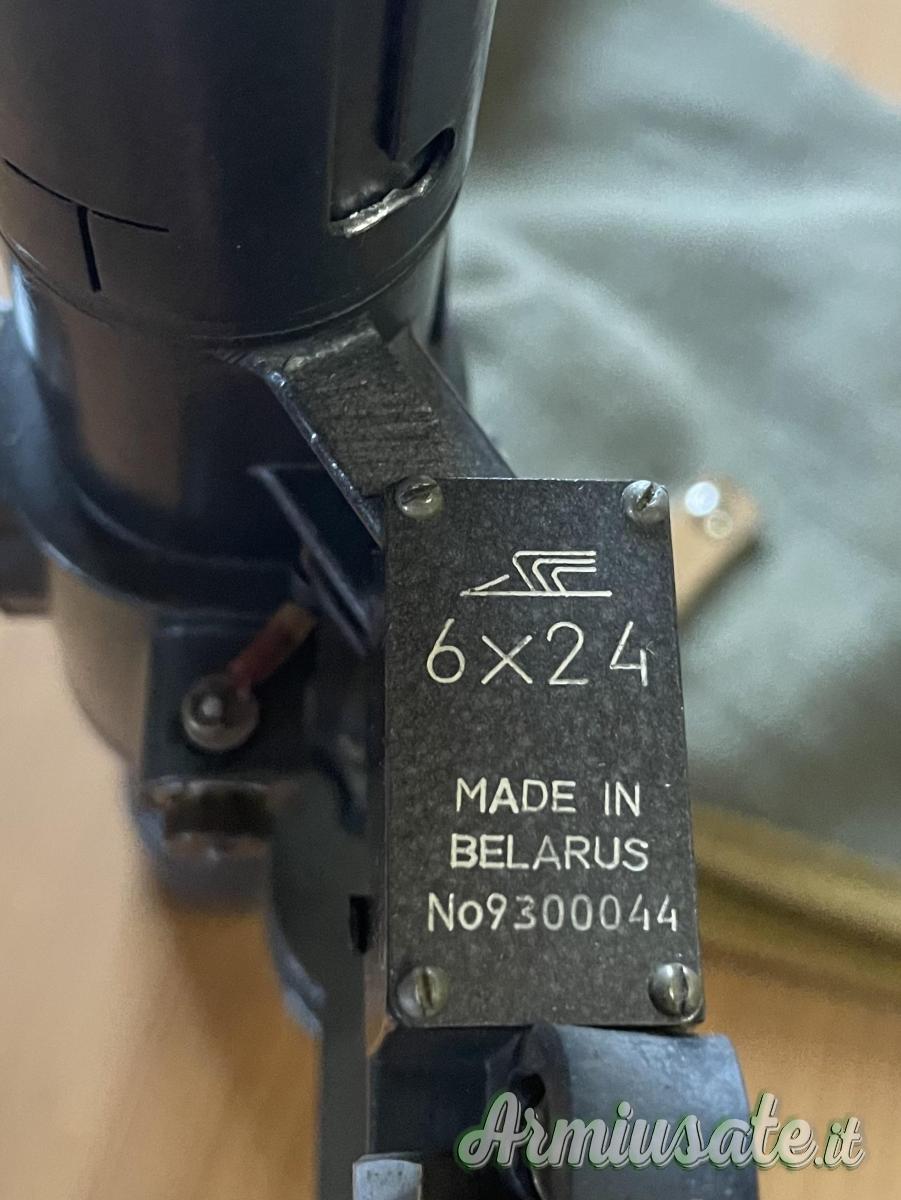 6x24
MADE IN
BELARUS
No9300044
Armiusate.it